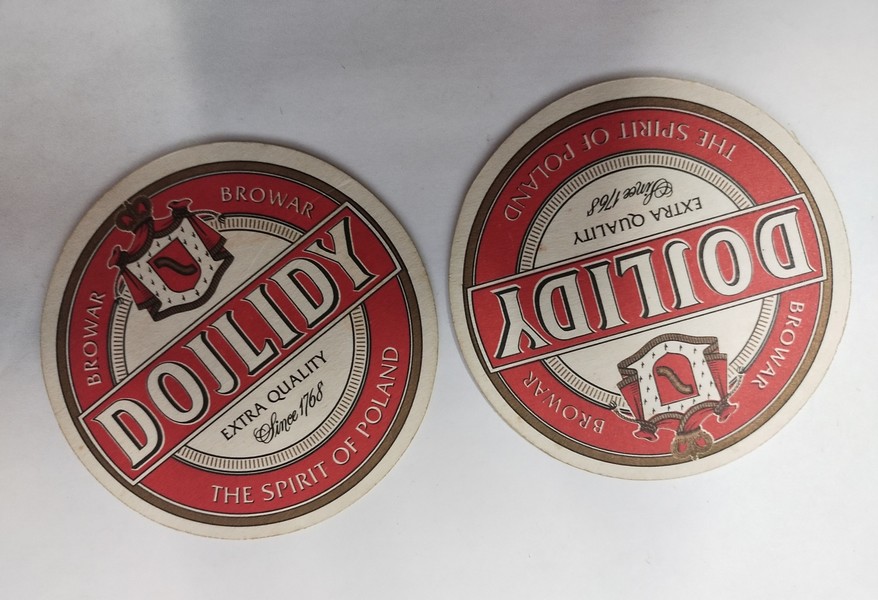 BROWAR
BROWAR
DOJLIDY
EXTRA QUALITY
Since 1768
THE SPIRIT OF POLAND
BROWAR
BROWAR
DOJLIDY
EXTRA QUALITY
Since 1768
THE SPIRIT OF POLAND